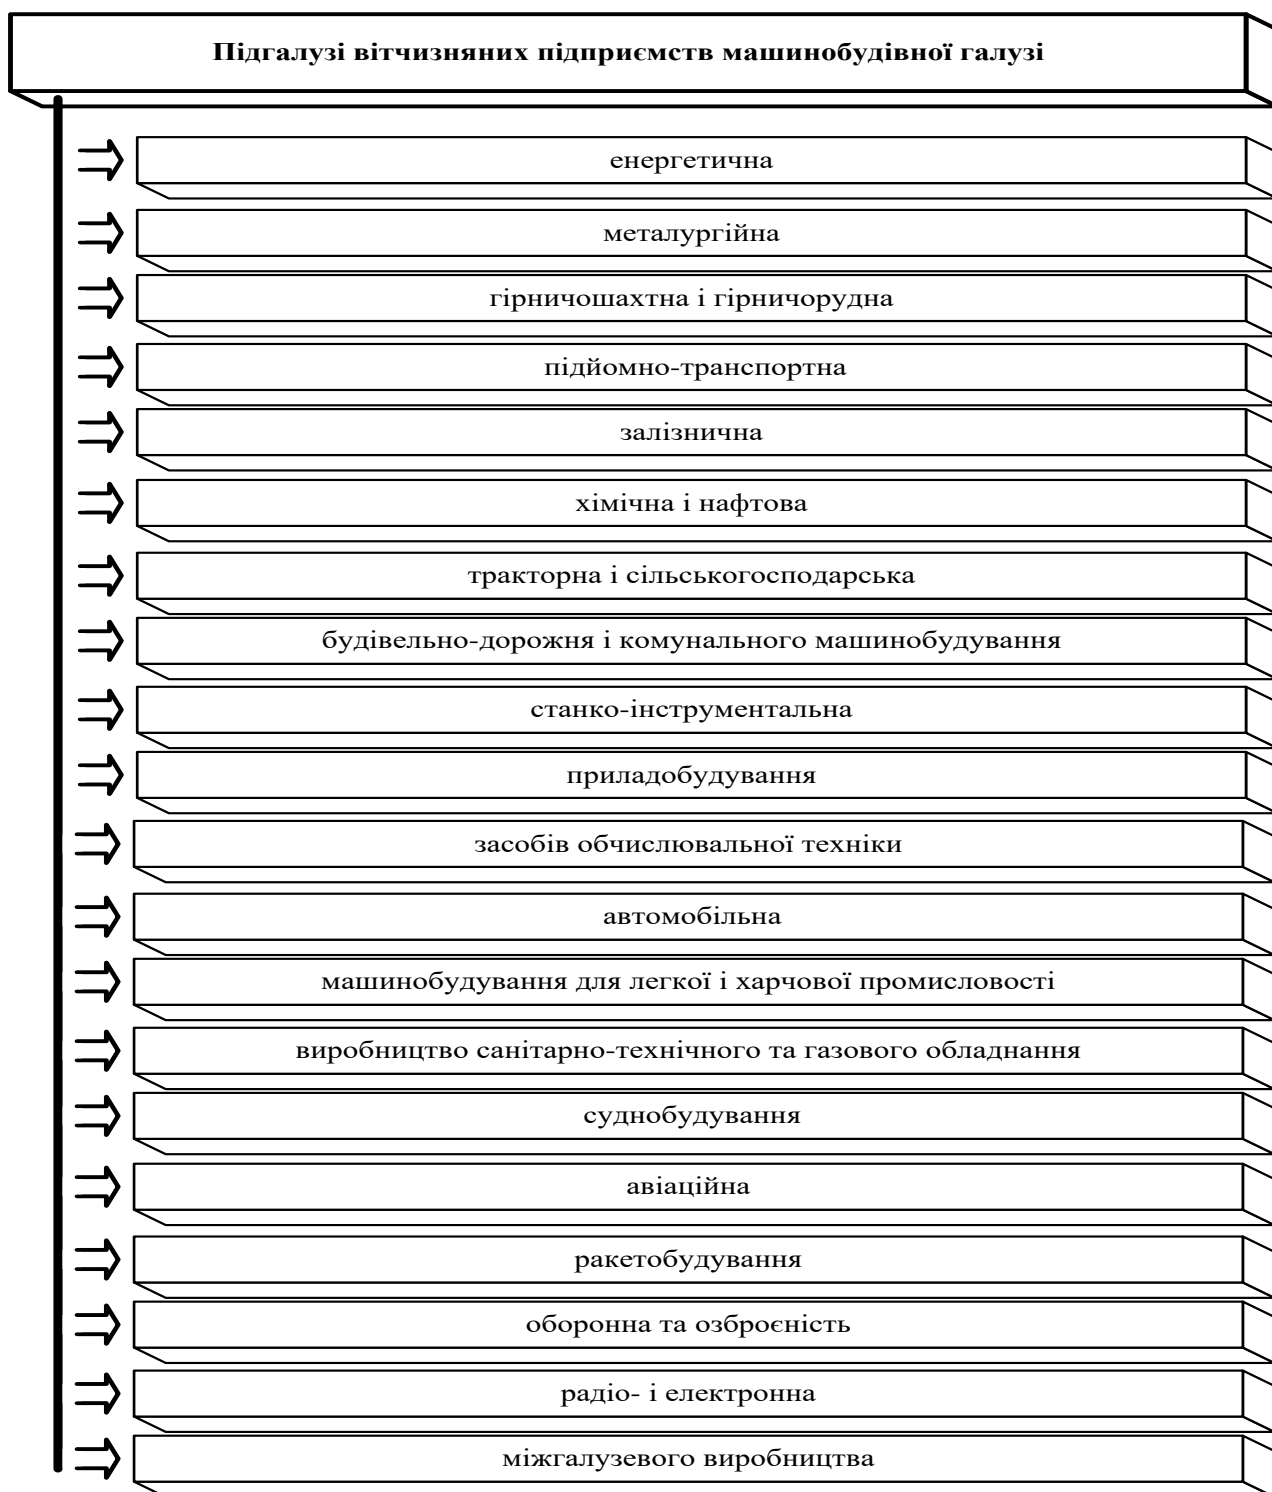 Підгалузі вітчизняних підприємств машинобудівної галузі
енергетична
металургійна
гірничошахтна і гірничорудна
підйомно-транспортна
залізнична
хімічна і нафтова
тракторна і сільськогосподарська
будівельно-дорожня і комунального машинобудування
станко-інструментальна
приладобудування
засобів обчислювальної техніки
автомобільна
машинобудування для легкої і харчової промисловості
виробництво санітарно-технічного та газового обладнання
суднобудування
авіаційна
ракетобудування
оборонна та озброєність
радіо- і електронна
міжгалузевого виробництва